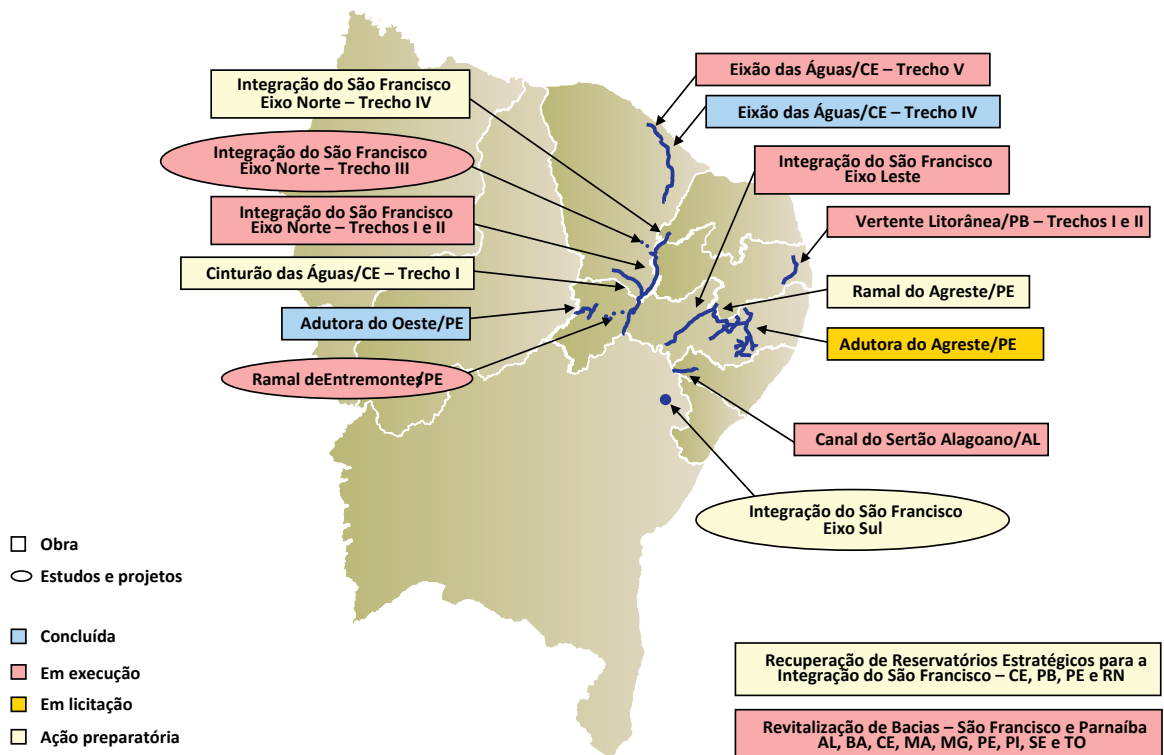 Integração do São Francisco
Eixo Norte – Trecho IV
Integração do São Francisco
Eixo Norte – Trecho III
Integração do São Francisco
Eixo Norte – Trechos I e II
Cinturão das Águas/CE – Trecho I
Adutora do Oeste/PE
Ramal deEntremontes/PE
Eixão das Águas/CE – Trecho V
Eixão das Águas/CE – Trecho IV
Integração do São Francisco
Eixo Leste
Vertente Litorânea/PB – Trechos I e II
Ramal do Agreste/PE
Adutora do Agreste/PE
Canal do Sertão Alagoano/AL
Integração do São Francisco
Eixo Sul
Obra
Estudos e projetos
Concluída
Em execução
Em licitação
Ação preparatória
Recuperação de Reservatórios Estratégicos para a
Integração do São Francisco – CE, PB, PE e RN
Revitalização de Bacias – São Francisco e Parnaíba
AL, BA, CE, MA, MG, PE, PI, SE e TO